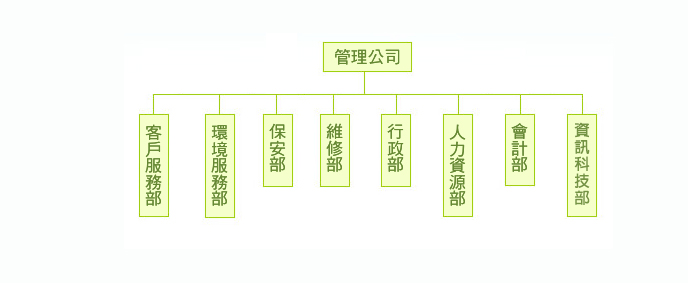 管理公司
客戶服務部
環境服務部
保安部
維修部
行政部
人力資源部
會計部
資訊科技部